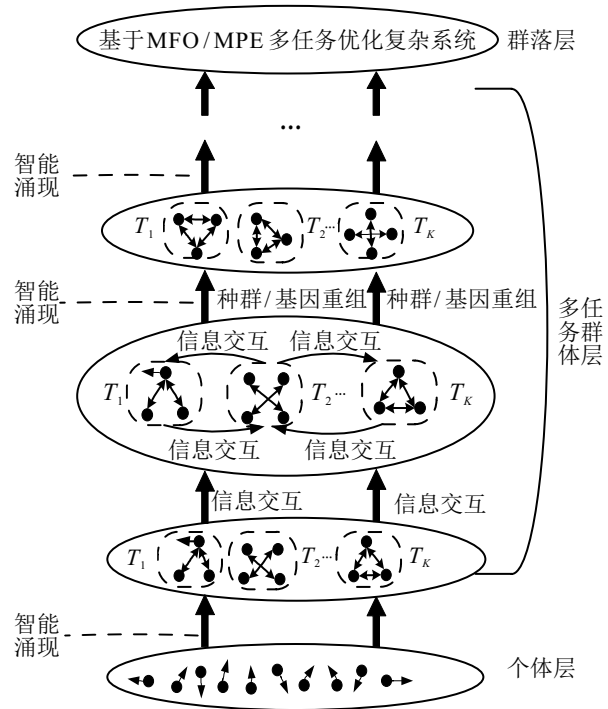 基于MFO/MPE多任务优化复杂系统 群落层
...
智能
涌现
T₁ T₂... T_K
智能
涌现
种群/基因重组 种群/基因重组
多任
务群
体层
信息交互 信息交互
T₁ T₂... T_K
信息交互 信息交互
信息交互 信息交互
T₁ T₂... T_K
智能
涌现
个体层